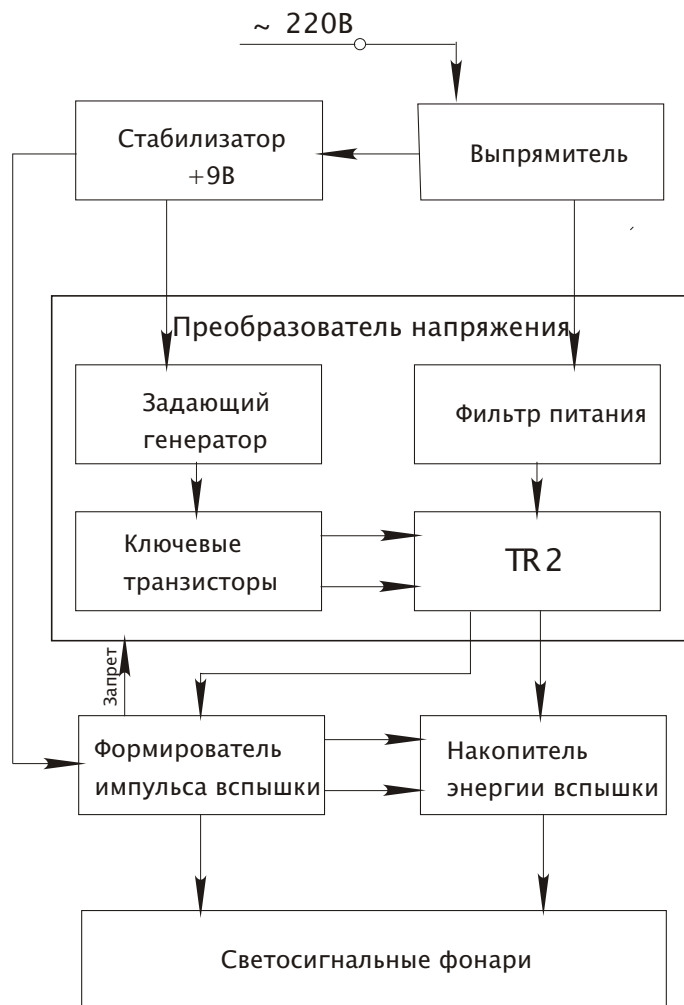 ~ 220В
Стабилизатор
+9В
Выпрямитель
Преобразователь напряжения
Задающий
генератор
Фильтр питания
Ключевые
транзисторы
TR2
Запрет
Формирователь
импульса вспышки
Накопитель
энергии вспышки
Светосигнальные фонари